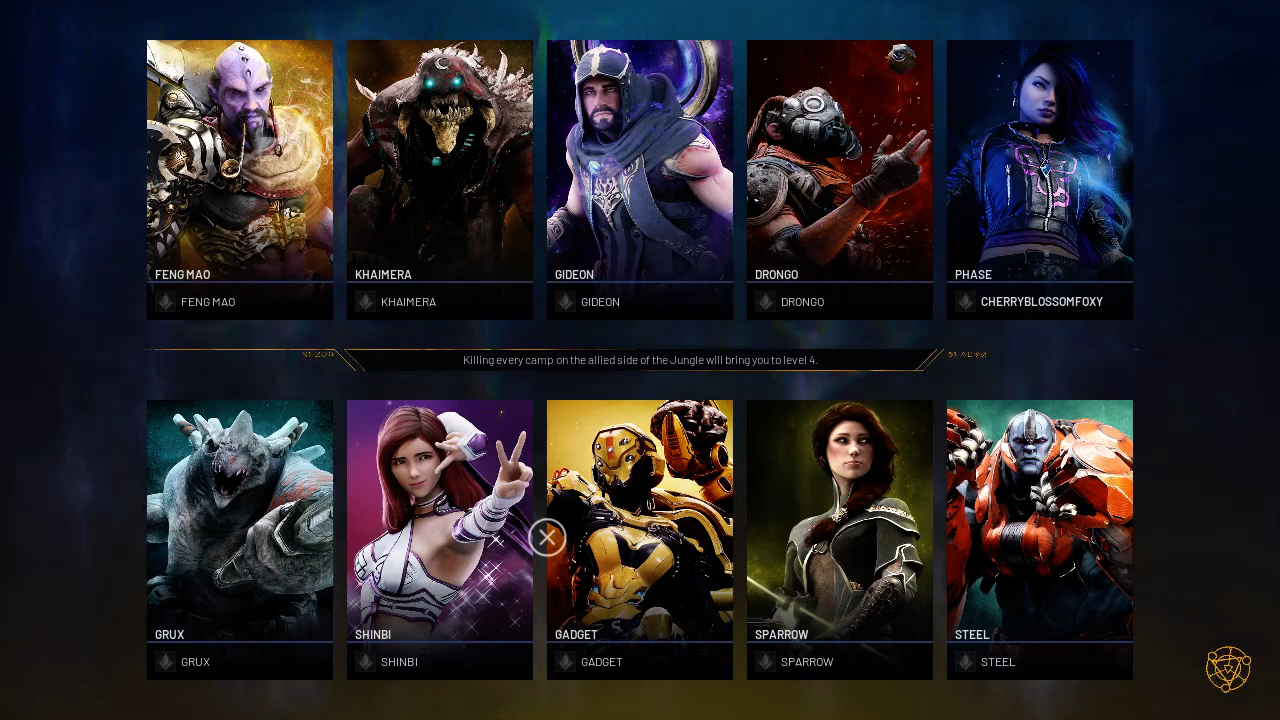 FENG MAO
FENG MAO
KHAIMERA
KHAIMERA
GIDEON
GIDEON
DRONGO
DRONGO
PHASE
CHERRYBLOSSOMFOXY
Killing every camp on the allied side of the Jungle will bring you to level 4.
GRUX
GRUX
SHINBI
SHINBI
GADGET
GADGET
SPARROW
SPARROW
STEEL
STEEL